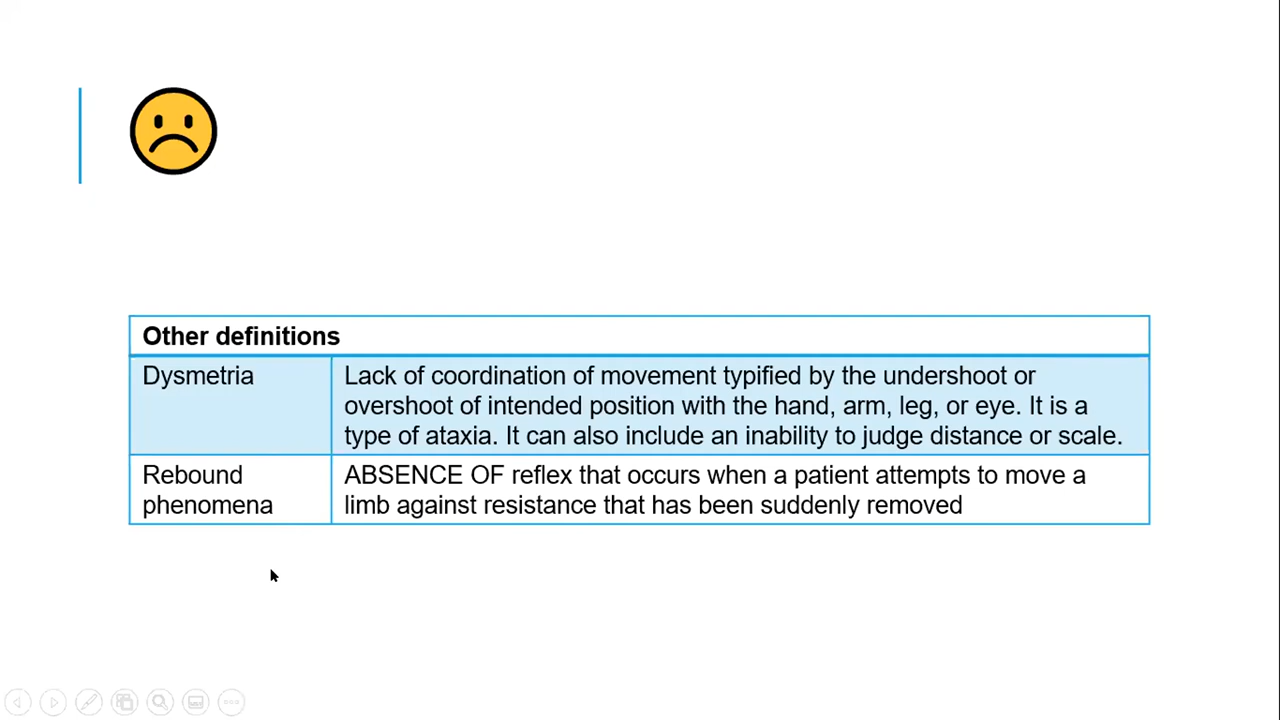 Other definitions
Dysmetria
Lack of coordination of movement typified by the undershoot or
overshoot of intended position with the hand, arm, leg, or eye. It is a
type of ataxia. It can also include an inability to judge distance or scale.
Rebound
phenomena
ABSENCE OF reflex that occurs when a patient attempts to move a
limb against resistance that has been suddenly removed